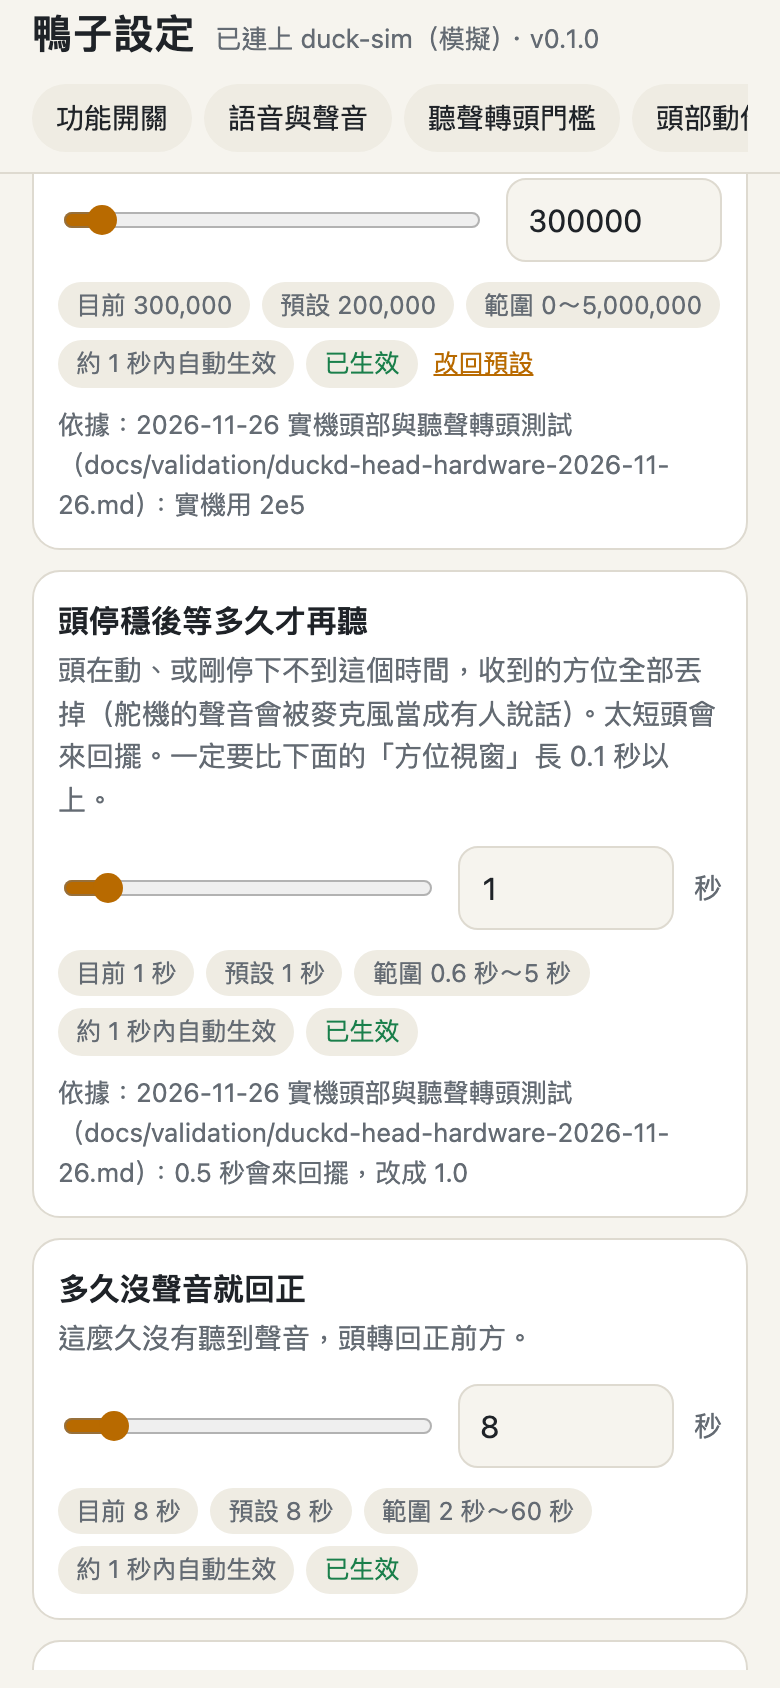 鴨子設定 已連上 duck-sim（模擬）· v0.1.0
功能開關 語音與聲音 聽聲轉頭門檻 頭部動
300000
目前 300,000 預設 200,000 範圍 0～5,000,000
約 1 秒內自動生效 已生效 改回預設
依據：2026-11-26 實機頭部與聽聲轉頭測試
（docs/validation/duckd-head-hardware-2026-11-
26.md）：實機用 2e5
頭停穩後等多久才再聽
頭在動、或剛停下不到這個時間，收到的方位全部丟
掉（舵機的聲音會被麥克風當成有人說話）。太短頭會
來回擺。一定要比下面的「方位視窗」長 0.1 秒以
上。
1 秒
目前 1 秒 預設 1 秒 範圍 0.6 秒～5 秒
約 1 秒內自動生效 已生效
依據：2026-11-26 實機頭部與聽聲轉頭測試
（docs/validation/duckd-head-hardware-2026-11-
26.md）：0.5 秒會來回擺，改成 1.0
多久沒聲音就回正
這麼久沒有聽到聲音，頭轉回正前方。
8 秒
目前 8 秒 預設 8 秒 範圍 2 秒～60 秒
約 1 秒內自動生效 已生效